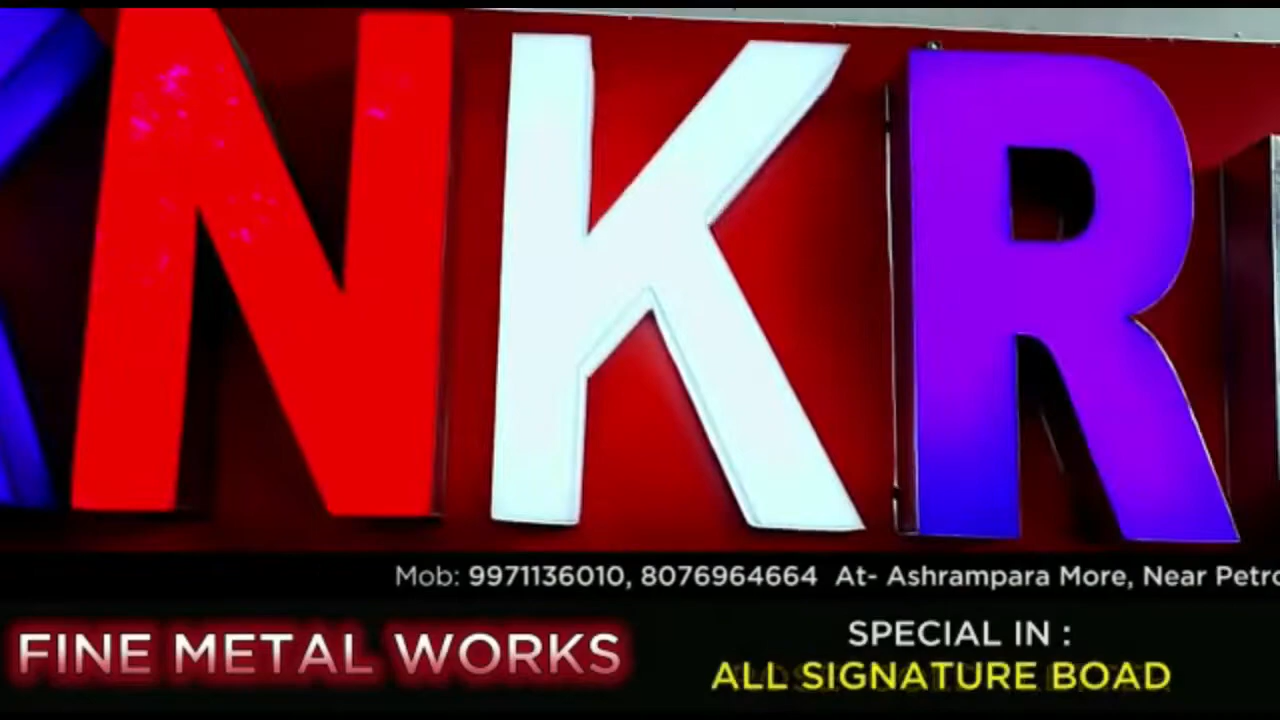 NKR
Mob: 9971136010, 8076964664 At- Ashrampara More, Near Petro
FINE METAL WORKS
SPECIAL IN :
ALL SIGNATURE BOAD